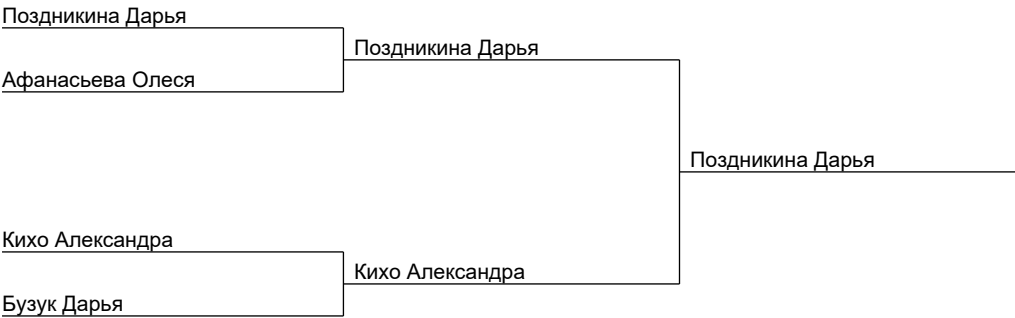 Поздникина Дарья
Поздникина Дарья
Афанасьева Олеся
Поздникина Дарья
Кихо Александра
Кихо Александра
Бузук Дарья